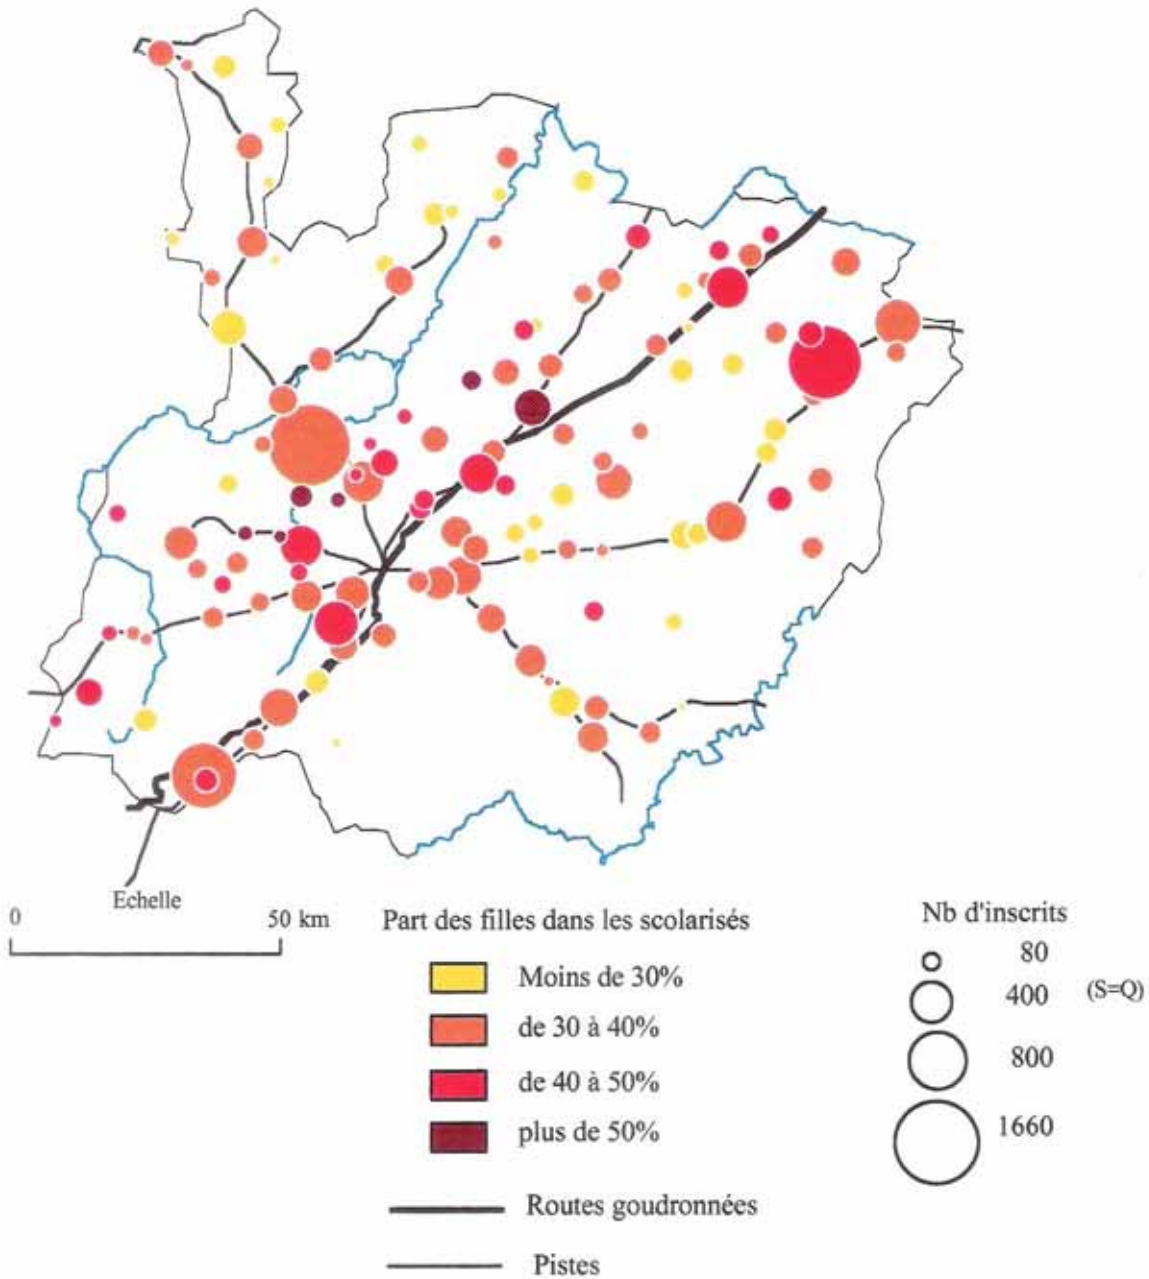 Echelle
0 50 km
Part des filles dans les scolarisés
Moins de 30%
de 30 à 40%
de 40 à 50%
plus de 50%
Routes goudronnées
Pistes
Nb d'inscrits
80
400 (S=Q)
800
1660